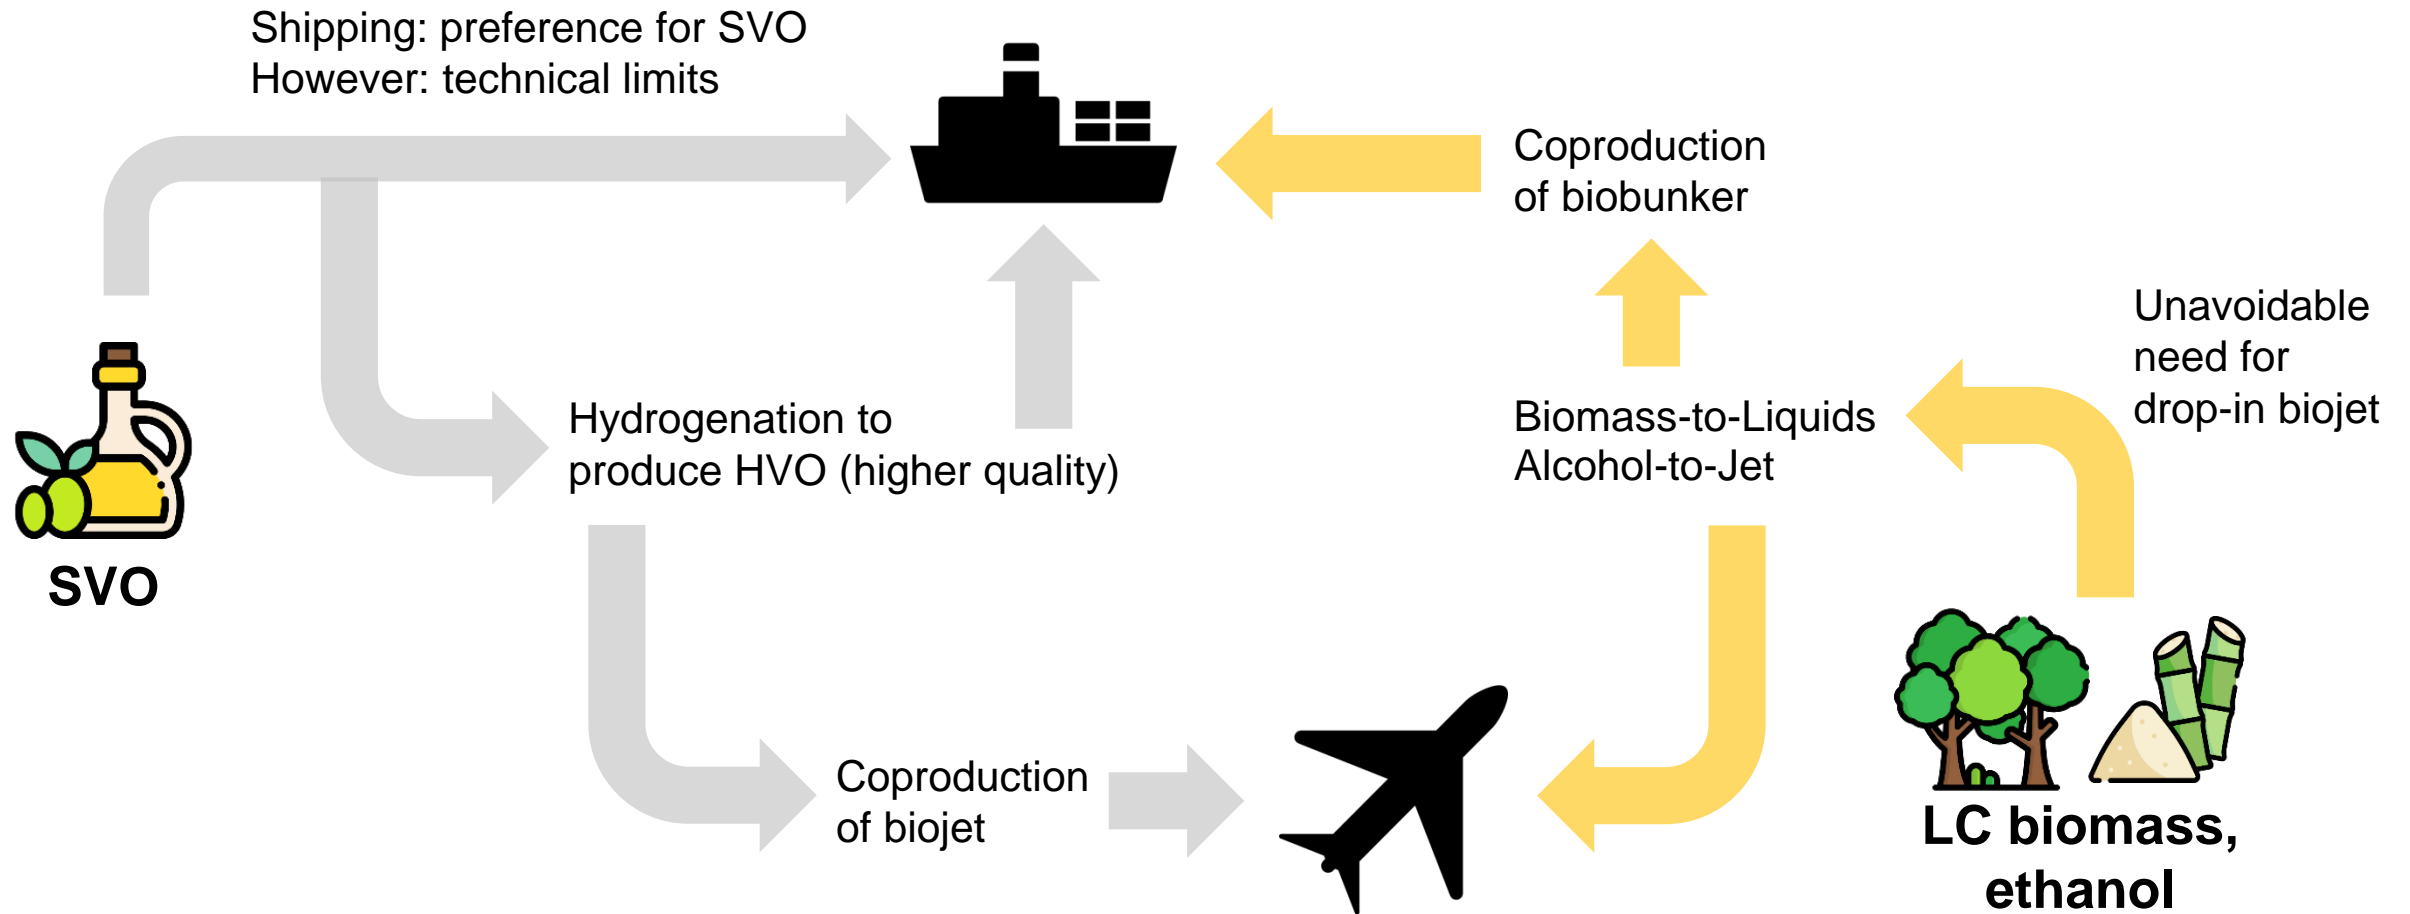 Shipping: preference for SVO
However: technical limits
Coproduction
of biobunker
Unavoidable
need for
drop-in biojet
Hydrogenation to
produce HVO (higher quality)
Biomass-to-Liquids
Alcohol-to-Jet
SVO
Coproduction
of biojet
LC biomass,
ethanol